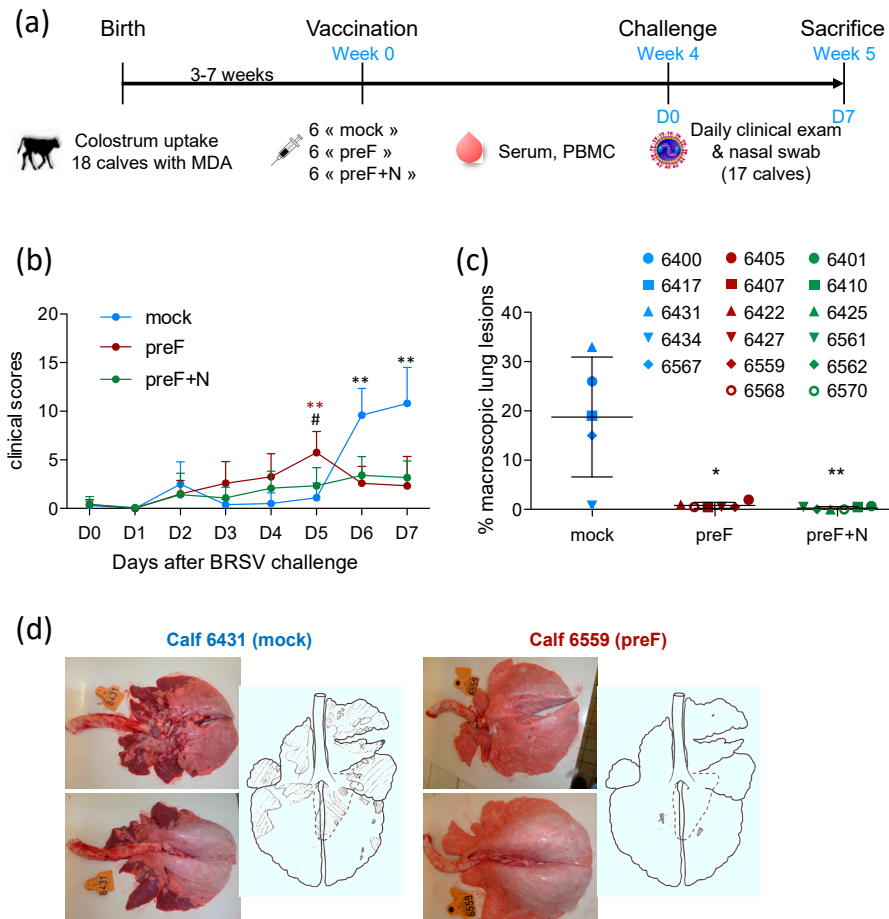 (a)
Birth
Vaccination
Challenge
Sacrifice
Week 0
Week 4
Week 5
3-7 weeks
D0
D7
Colostrum uptake
18 calves with MDA
6 « mock »
6 « preF »
6 « preF+N »
Serum, PBMC
Daily clinical exam
& nasal swab
(17 calves)
(b)
clinical scores
20
15
10
5
0
mock
preF
preF+N
**
#
**
**
D0 D1 D2 D3 D4 D5 D6 D7
Days after BRSV challenge
(c)
% macroscopic lung lesions
40
30
20
10
0
6400 6405 6401
6417 6407 6410
6431 6422 6425
6434 6427 6561
6567 6559 6562
6568 6570
*
**
mock preF preF+N
(d)
Calf 6431 (mock)
Calf 6559 (preF)
6431
6559
6431
6559